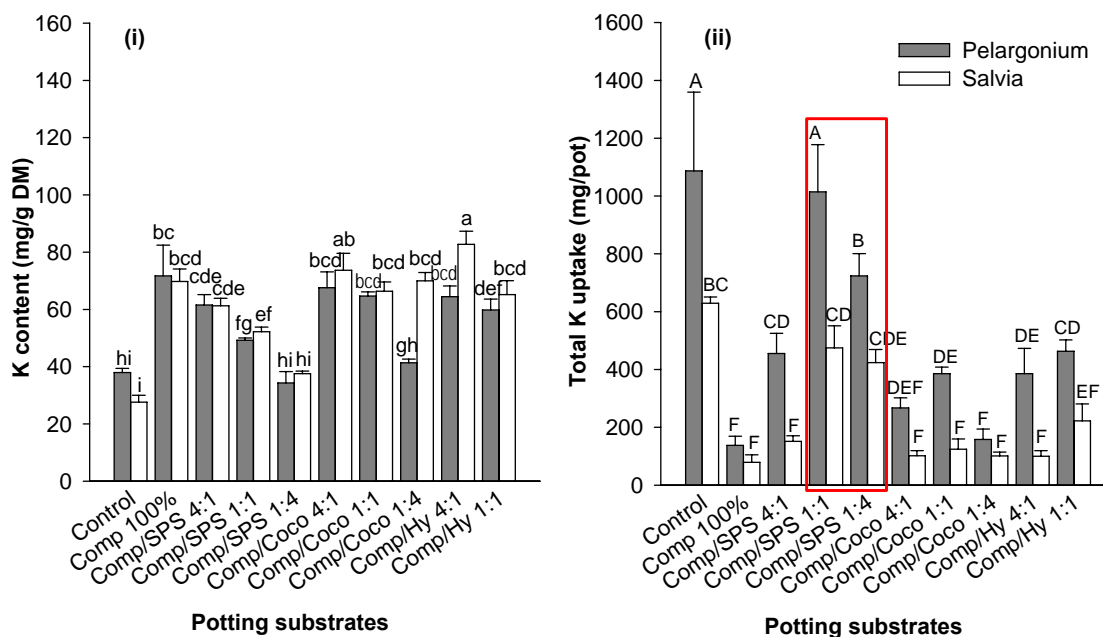 (i)
K content (mg/g DM)
160
140
120
100
80
60
40
20
0
hi
i
bc
bcd
cde
cde
fg
ef
hi
hi
bcd
ab
bcd
bcd
gh
bcd
bcd
a
def
bcd
Control
Comp 100%
Comp/SPS 4:1
Comp/SPS 1:1
Comp/SPS 1:4
Comp/Coco 4:1
Comp/Coco 1:1
Comp/Coco 1:4
Comp/Hy 4:1
Comp/Hy 1:1
Potting substrates
(ii)
Pelargonium
Salvia
Total K uptake (mg/pot)
1600
1400
1200
1000
800
600
400
200
0
A
BC
F
F
CD
F
A
CD
B
CDE
DEF
F
DE
F
F
F
DE
F
CD
EF
Control
Comp 100%
Comp/SPS 4:1
Comp/SPS 1:1
Comp/SPS 1:4
Comp/Coco 4:1
Comp/Coco 1:1
Comp/Coco 1:4
Comp/Hy 4:1
Comp/Hy 1:1
Potting substrates